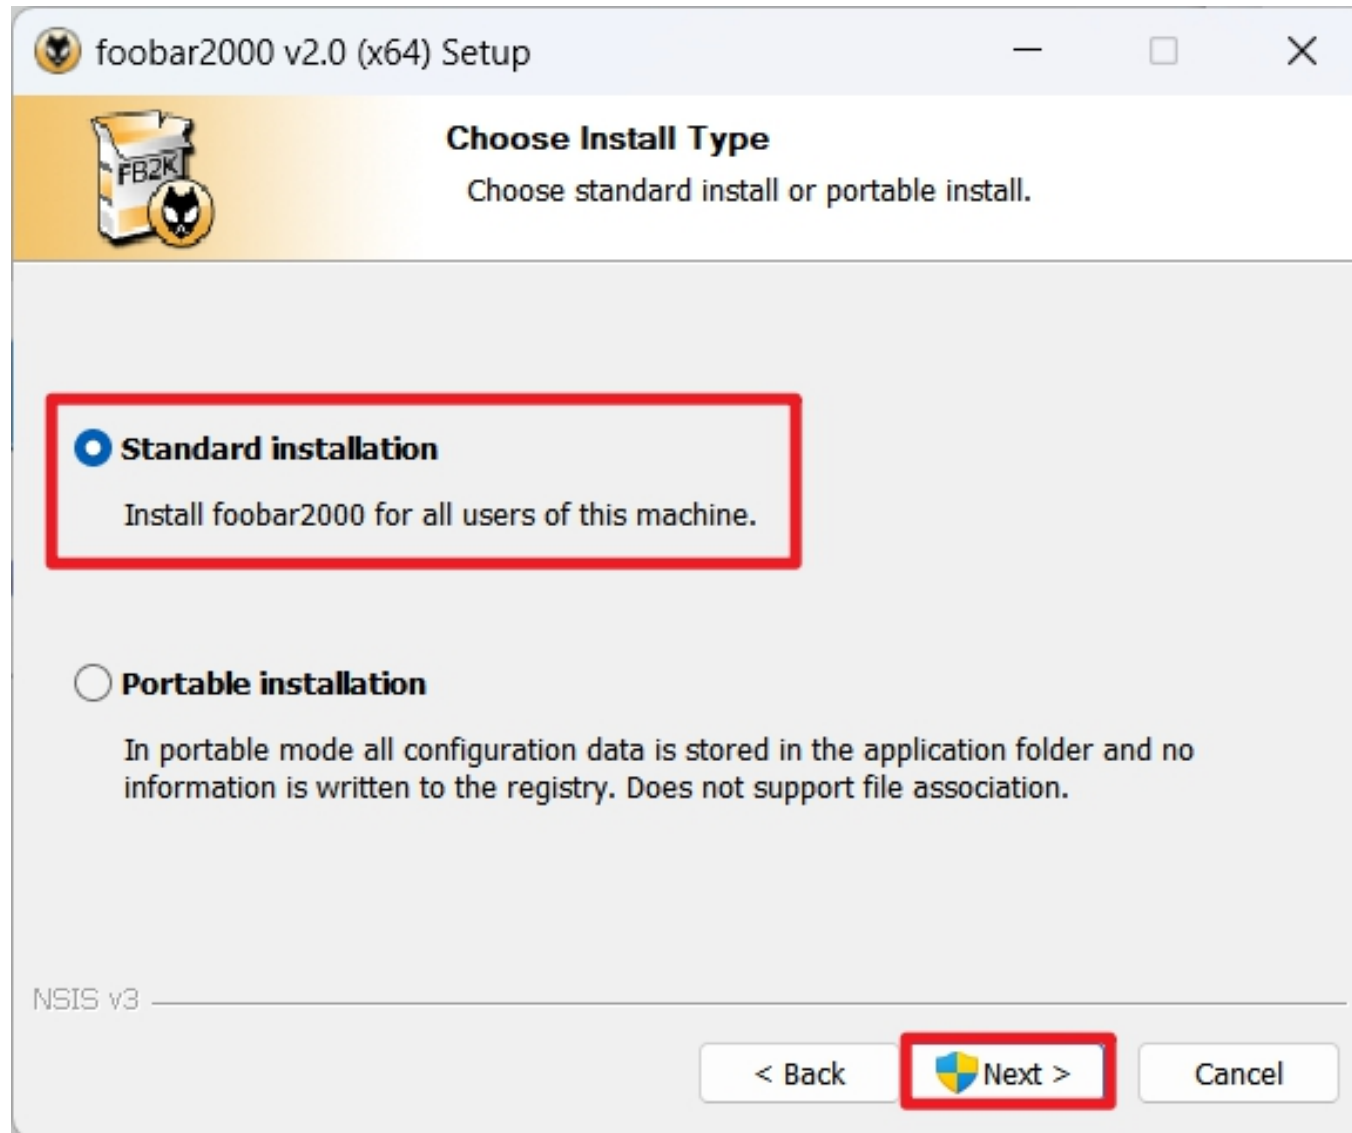 foobar2000 v2.0 (x64) Setup
FB2K
Choose Install Type
Choose standard install or portable install.
Standard installation
Install foobar2000 for all users of this machine.
Portable installation
In portable mode all configuration data is stored in the application folder and no
information is written to the registry. Does not support file association.
NSIS v3
< Back
Next >
Cancel